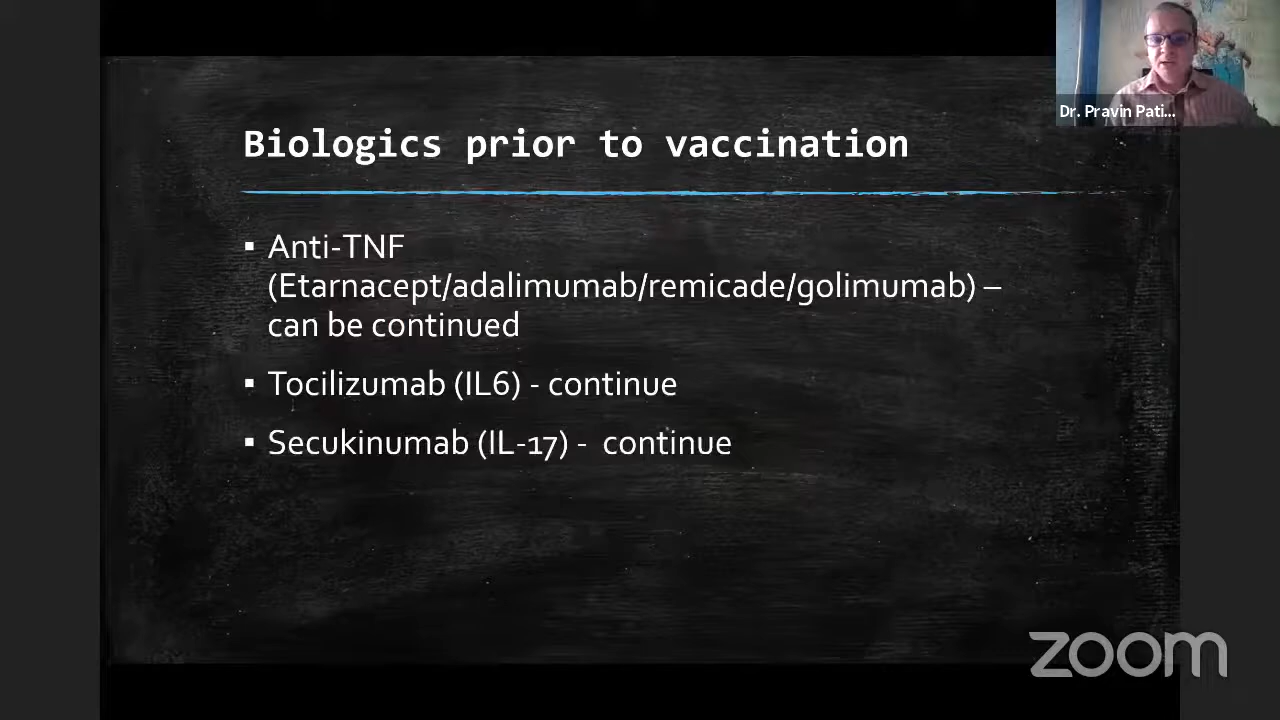 Dr. Pravin Pati...
Biologics prior to vaccination
▪ Anti-TNF
(Etarnacept/adalimumab/remicade/golimumab) –
can be continued
▪ Tocilizumab (IL6) - continue
▪ Secukinumab (IL-17) - continue
zoom